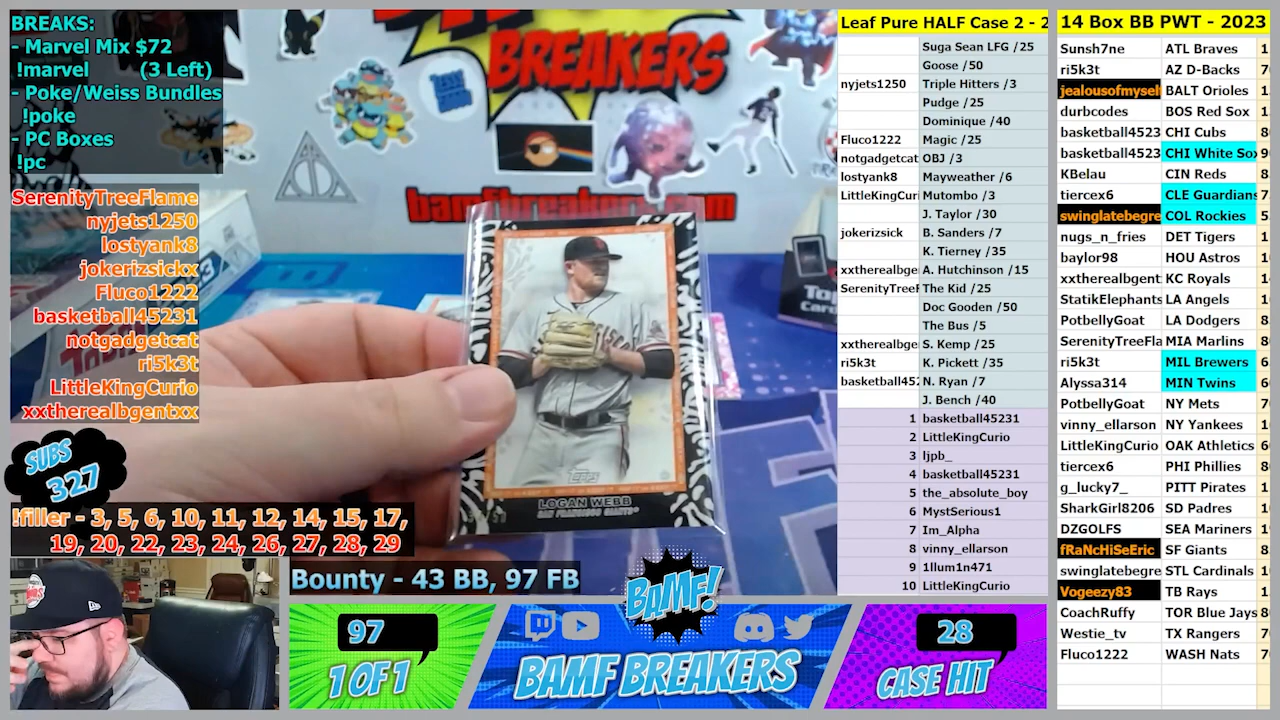 BREAKS:
- Marvel Mix $72
!marvel (3 Left)
- Poke/Weiss Bundles
!poke
- PC Boxes
!pc
SerenityTreeFlame
nyjets1250
lostyank8
jokerizsickx
Fluco1222
basketball45231
notgadgetcat
ri5k3t
LittleKingCurio
xxtherealbgentxx
SUBS
327
!filler - 3, 5, 6, 10, 11, 12, 14, 15, 17,
19, 20, 22, 23, 24, 26, 27, 28, 29
BREAKERS
LOGAN WEBB
SAN FRANCISCO GIANTS
Bounty - 43 BB, 97 FB
BAMF!
97
1 OF 1
BAMF BREAKERS
28
CASE HIT
Leaf Pure HALF Case 2 - 2
Suga Sean LFG /25
Goose /50
nyjets1250 Triple Hitters /3
Pudge /25
Dominique /40
Fluco1222 Magic /25
notgadgetcat OBJ /3
lostyank8 Mayweather /6
LittleKingCuri Mutombo /3
J. Taylor /30
jokerizsick B. Sanders /7
K. Tierney /35
xxtherealbge A. Hutchinson /15
SerenityTreeF The Kid /25
Doc Gooden /50
The Bus /5
xxtherealbge S. Kemp /25
ri5k3t K. Pickett /35
basketball452 N. Ryan /7
J. Bench /40
1 basketball45231
2 LittleKingCurio
3 ljpb_
4 basketball45231
5 the_absolute_boy
6 MystSerious1
7 Im_Alpha
8 vinny_ellarson
9 1llum1n471
10 LittleKingCurio
14 Box BB PWT - 2023
Sunsh7ne ATL Braves
ri5k3t AZ D-Backs
jealousofmyself BALT Orioles
durbcodes BOS Red Sox
basketball4523 CHI Cubs
basketball4523 CHI White Sox
KBelau CIN Reds
tiercex6 CLE Guardians
swinglatebegre COL Rockies
nugs_n_fries DET Tigers
baylor98 HOU Astros
xxtherealbgent KC Royals
StatikElephants LA Angels
PotbellyGoat LA Dodgers
SerenityTreeFla MIA Marlins
ri5k3t MIL Brewers
Alyssa314 MIN Twins
PotbellyGoat NY Mets
vinny_ellarson NY Yankees
LittleKingCurio OAK Athletics
tiercex6 PHI Phillies
g_lucky7_ PITT Pirates
SharkGirl8206 SD Padres
DZGOLFS SEA Mariners
fRaNcHiSeEric SF Giants
swinglatebegre STL Cardinals
Vogeezy83 TB Rays
CoachRuffy TOR Blue Jays
Westie_tv TX Rangers
Fluco1222 WASH Nats